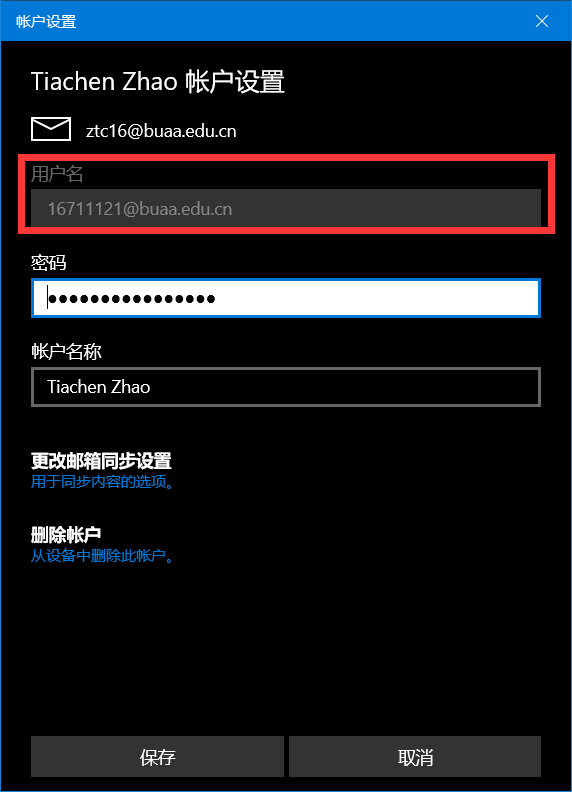 帐户设置
Tiachen Zhao 帐户设置
ztc16@buaa.edu.cn
用户名
16711121@buaa.edu.cn
密码
●●●●●●●●●●●●●●●●
帐户名称
Tiachen Zhao
更改邮箱同步设置
用于同步内容的选项。
删除帐户
从设备中删除此帐户。
保存
取消